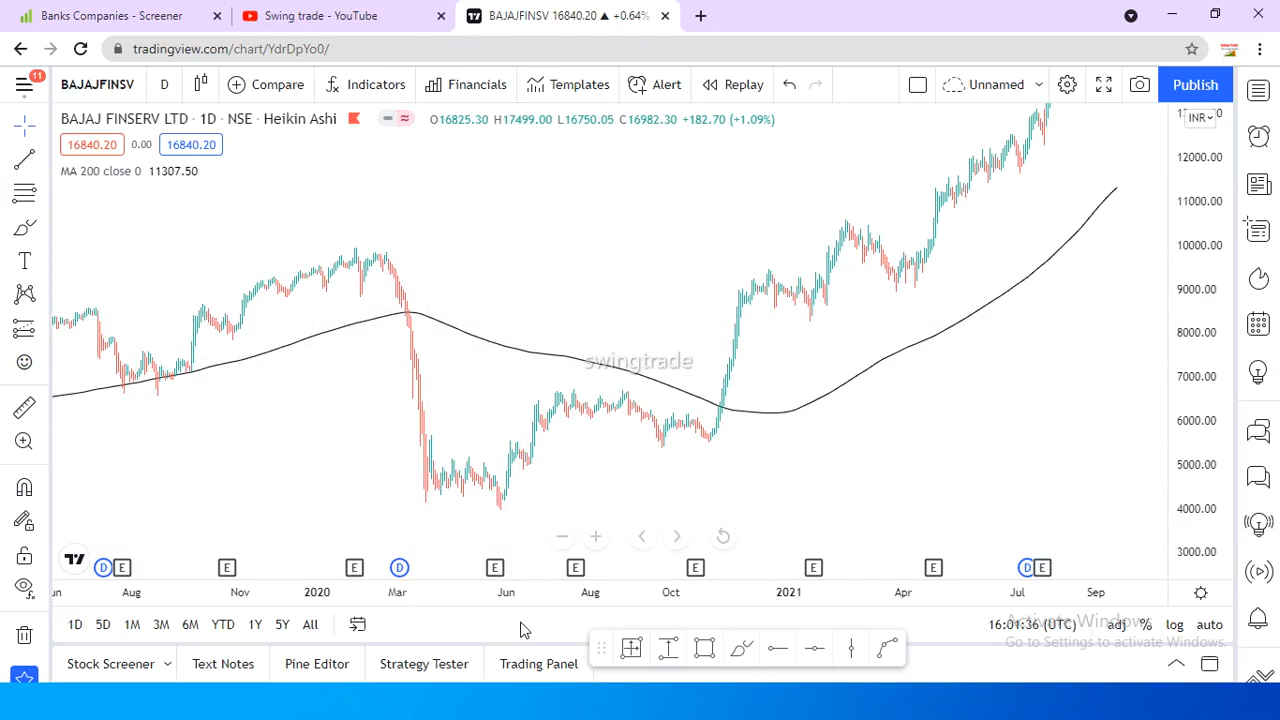 Banks Companies - Screener
Swing trade - YouTube
BAJAJFINSV 16840.20 ▲ +0.64%
tradingview.com/chart/YdrDpYo0/
11
BAJAJFINSV D Compare Indicators Financials Templates Alert Replay Unnamed Publish
BAJAJ FINSERV LTD · 1D · NSE · Heikin Ashi O16825.30 H17499.00 L16750.05 C16982.30 +182.70 (+1.09%)
INR
16840.20 0.00 16840.20
MA 200 close 0 11307.50
12000.00
11000.00
10000.00
9000.00
8000.00
7000.00
6000.00
5000.00
4000.00
3000.00
swingtrade
D E E E D E E E E E D E
Aug Nov 2020 Mar Jun Aug Oct 2021 Apr Jul Sep
1D 5D 1M 3M 6M YTD 1Y 5Y All 16:01:36 (UTC) adj % log auto
Activate Windows
Go to Settings to activate Windows.
Stock Screener Text Notes Pine Editor Strategy Tester Trading Panel